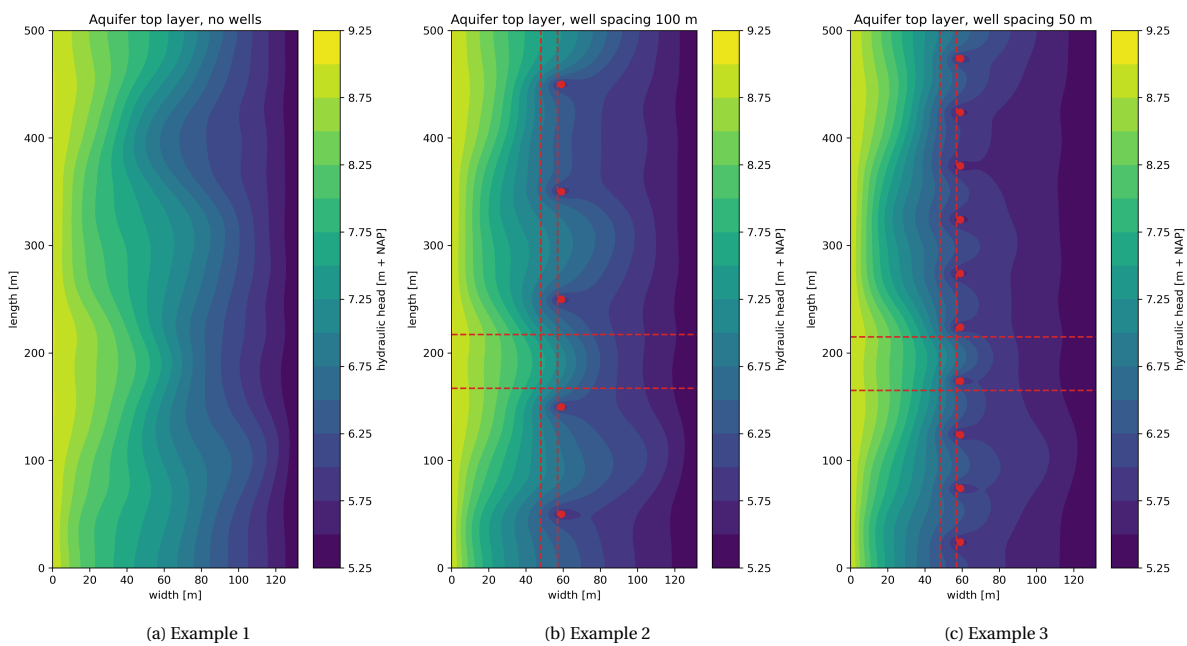 Aquifer top layer, no wells
500
400
300
200
100
0
length [m]
0 20 40 60 80 100 120
width [m]
9.25
8.75
8.25
7.75
7.25
6.75
6.25
5.75
5.25
hydraulic head [m + NAP]
(a) Example 1
Aquifer top layer, well spacing 100 m
500
400
300
200
100
0
length [m]
0 20 40 60 80 100 120
width [m]
9.25
8.75
8.25
7.75
7.25
6.75
6.25
5.75
5.25
hydraulic head [m + NAP]
(b) Example 2
Aquifer top layer, well spacing 50 m
500
400
300
200
100
0
length [m]
0 20 40 60 80 100 120
width [m]
9.25
8.75
8.25
7.75
7.25
6.75
6.25
5.75
5.25
hydraulic head [m + NAP]
(c) Example 3